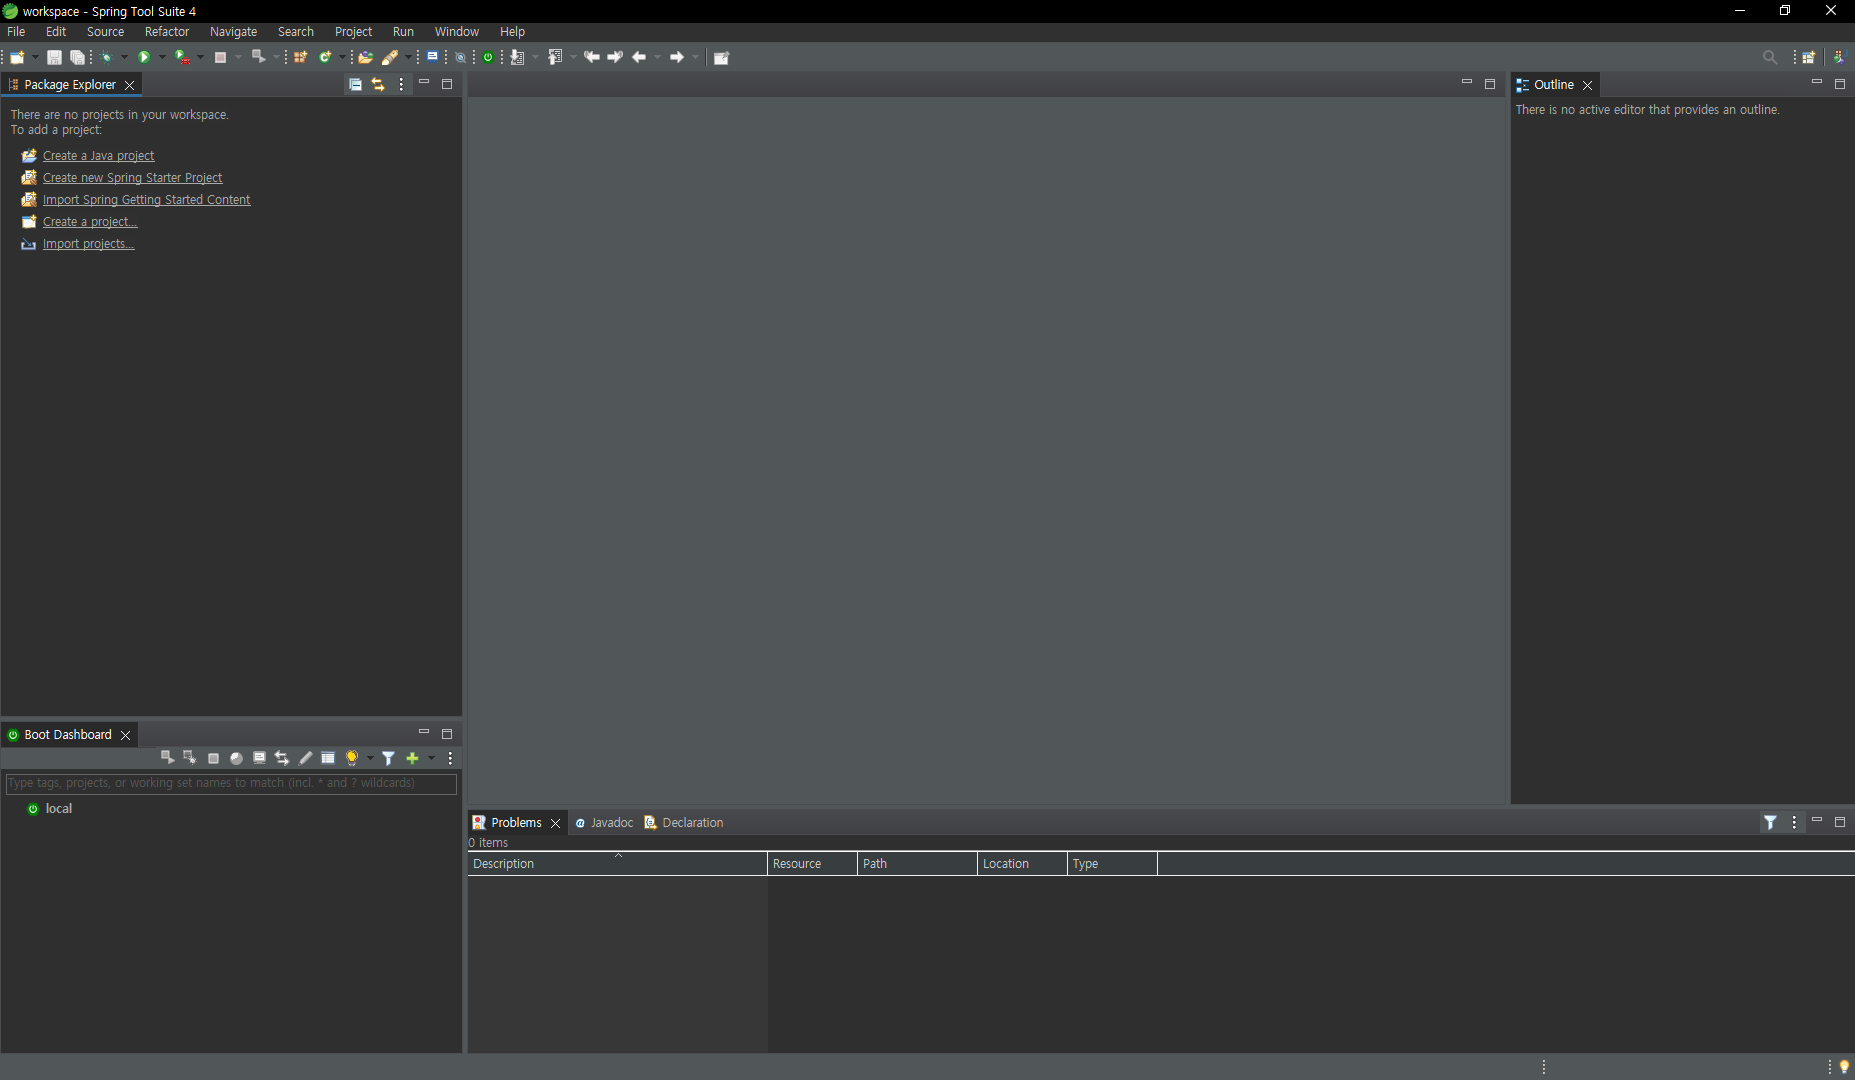 workspace - Spring Tool Suite 4
File Edit Source Refactor Navigate Search Project Run Window Help
Package Explorer
There are no projects in your workspace.
To add a project:
Create a Java project
Create new Spring Starter Project
Import Spring Getting Started Content
Create a project...
Import projects...
Outline
There is no active editor that provides an outline.
Boot Dashboard
Type tags, projects, or working set names to match (incl. * and ? wildcards)
local
Problems Javadoc Declaration
0 items
Description Resource Path Location Type